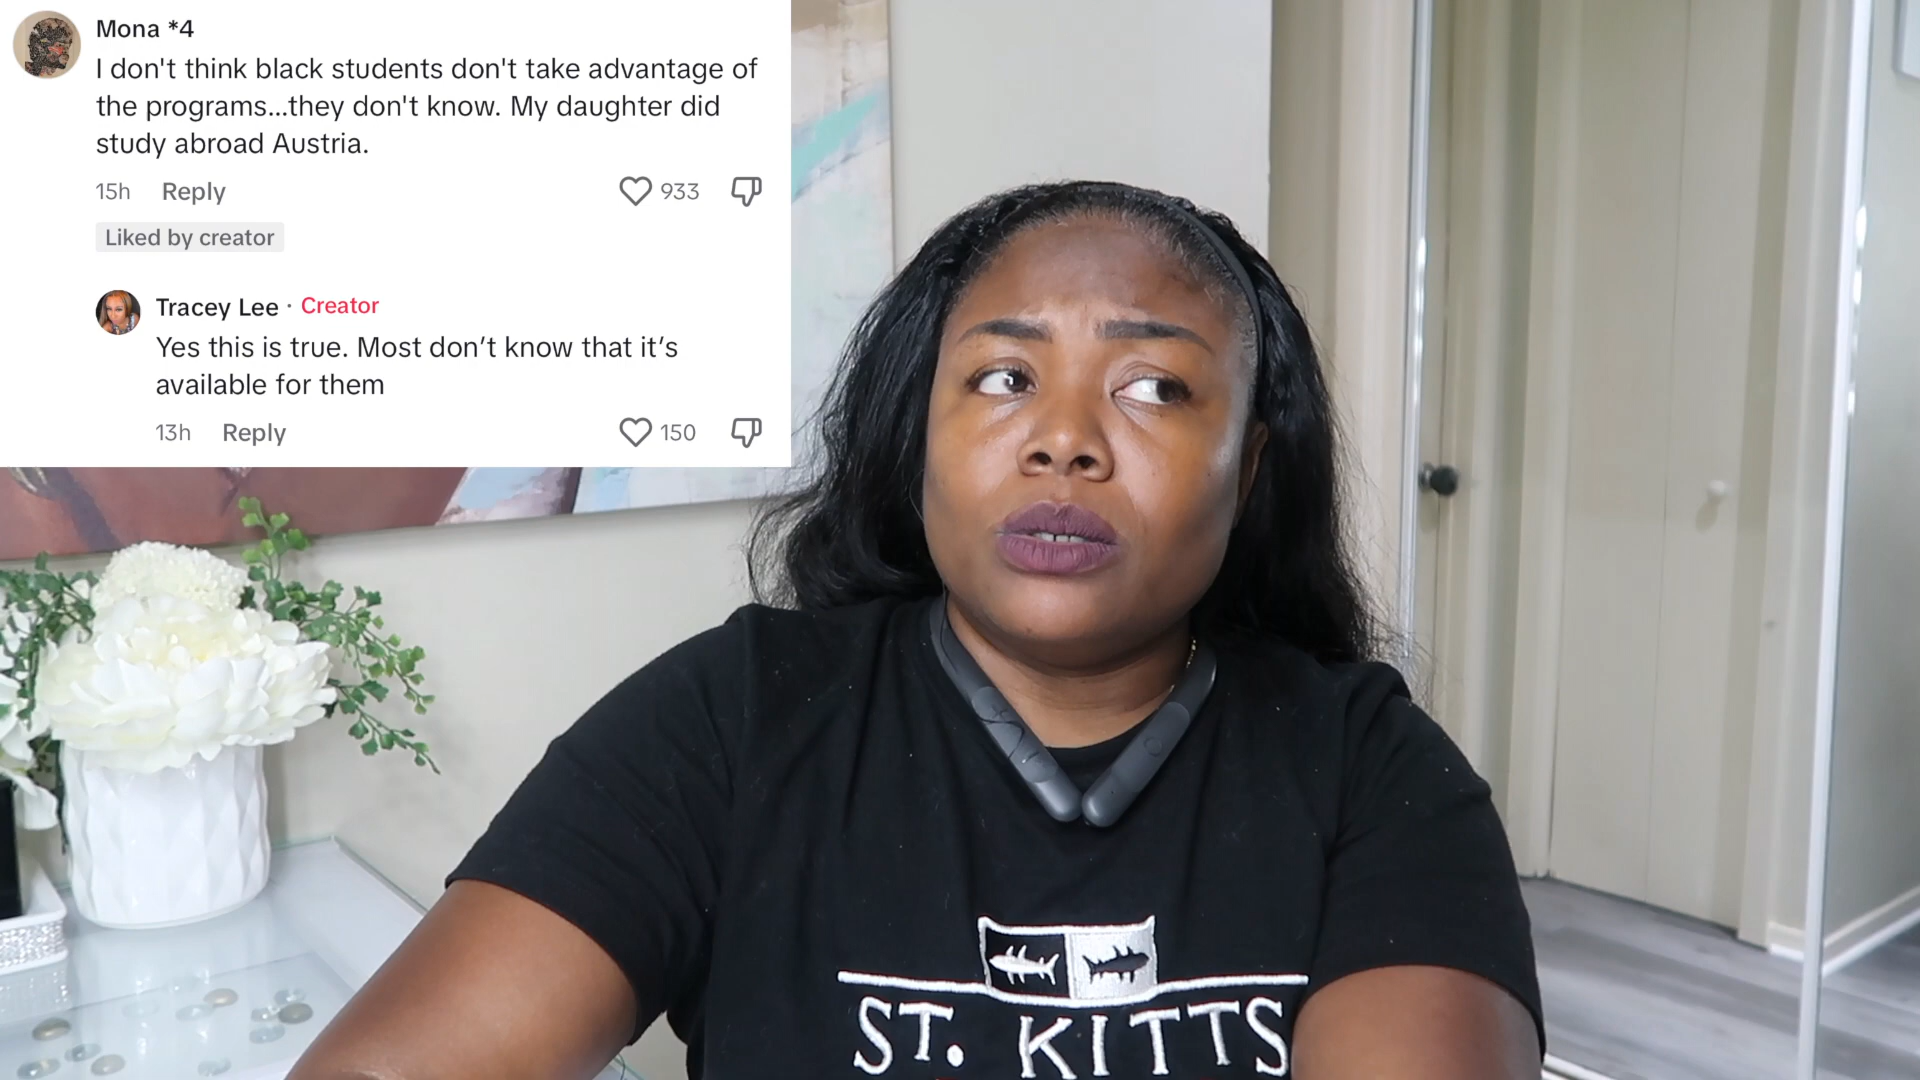 Mona *4
I don't think black students don't take advantage of
the programs...they don't know. My daughter did
study abroad Austria.
15h Reply 933
Liked by creator
Tracey Lee · Creator
Yes this is true. Most don’t know that it’s
available for them
13h Reply 150
ST. KITTS